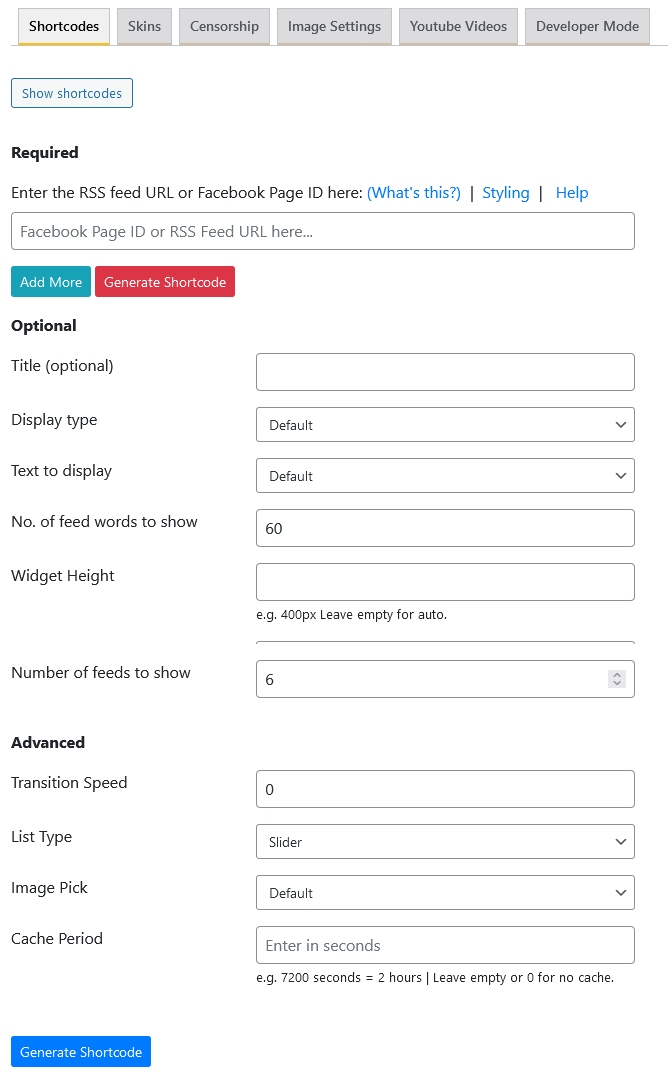 Shortcodes Skins Censorship Image Settings Youtube Videos Developer Mode
Show shortcodes
Required
Enter the RSS feed URL or Facebook Page ID here: (What's this?) | Styling | Help
Facebook Page ID or RSS Feed URL here...
Add More Generate Shortcode
Optional
Title (optional)
Display type Default
Text to display Default
No. of feed words to show 60
Widget Height
e.g. 400px Leave empty for auto.
Number of feeds to show 6
Advanced
Transition Speed 0
List Type Slider
Image Pick Default
Cache Period Enter in seconds
e.g. 7200 seconds = 2 hours | Leave empty or 0 for no cache.
Generate Shortcode